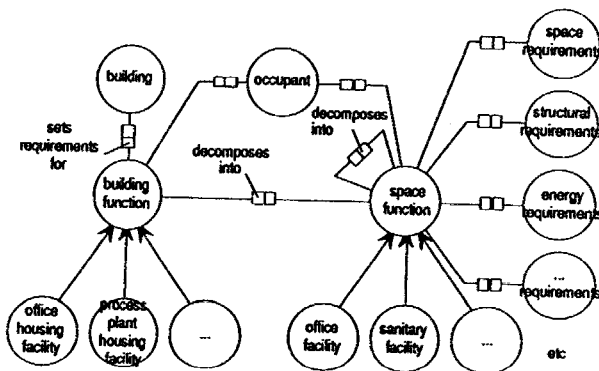 space
requirements
building
occupant
decomposes
into
sets
requirements
for
structural
requirements
decomposes
into
building
function
space
function
energy
requirements
...
requirements
office
housing
facility
process
plant
housing
facility
...
office
facility
sanitary
facility
...
etc